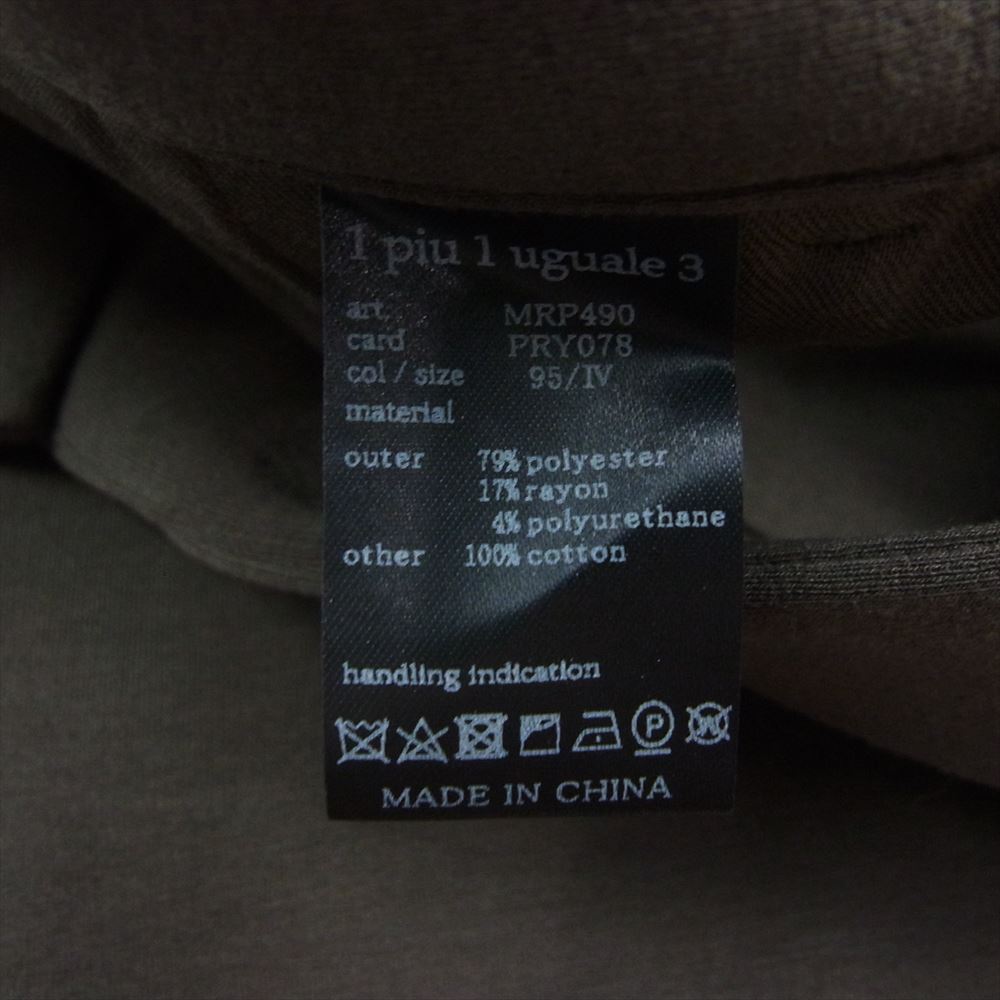 1 piu 1 uguale 3
art. MRP490
card PRY078
col / size 95/IV
material
outer 79% polyester
17% rayon
4% polyurethane
other 100% cotton
handling indication
P W
MADE IN CHINA